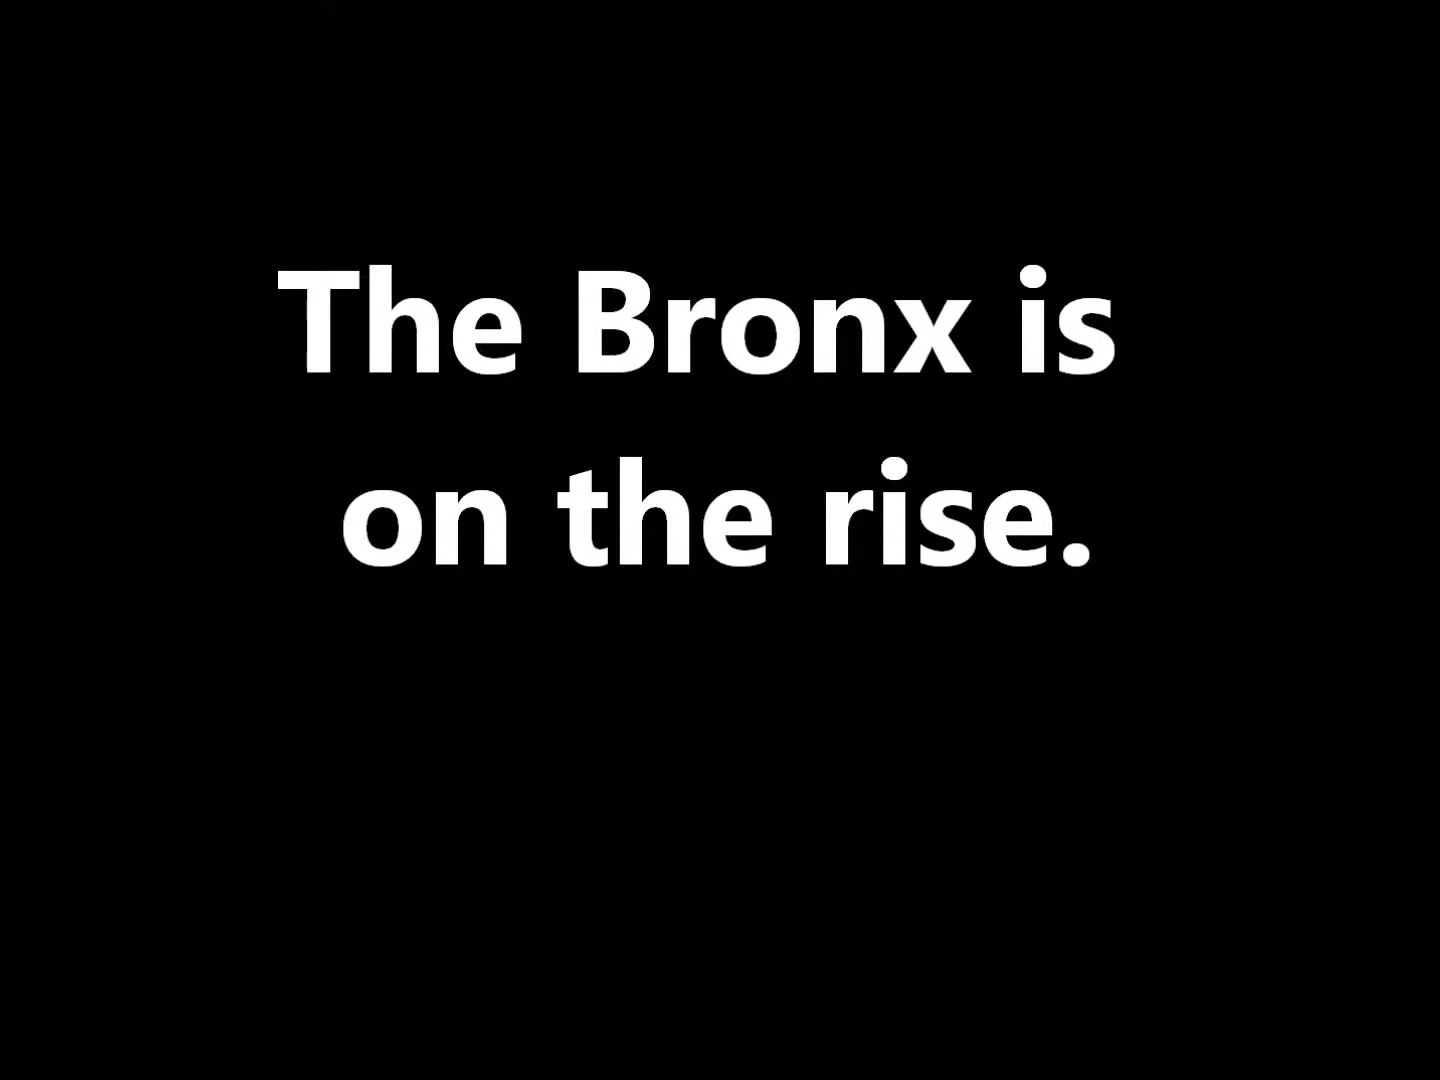 The Bronx is
on the rise.